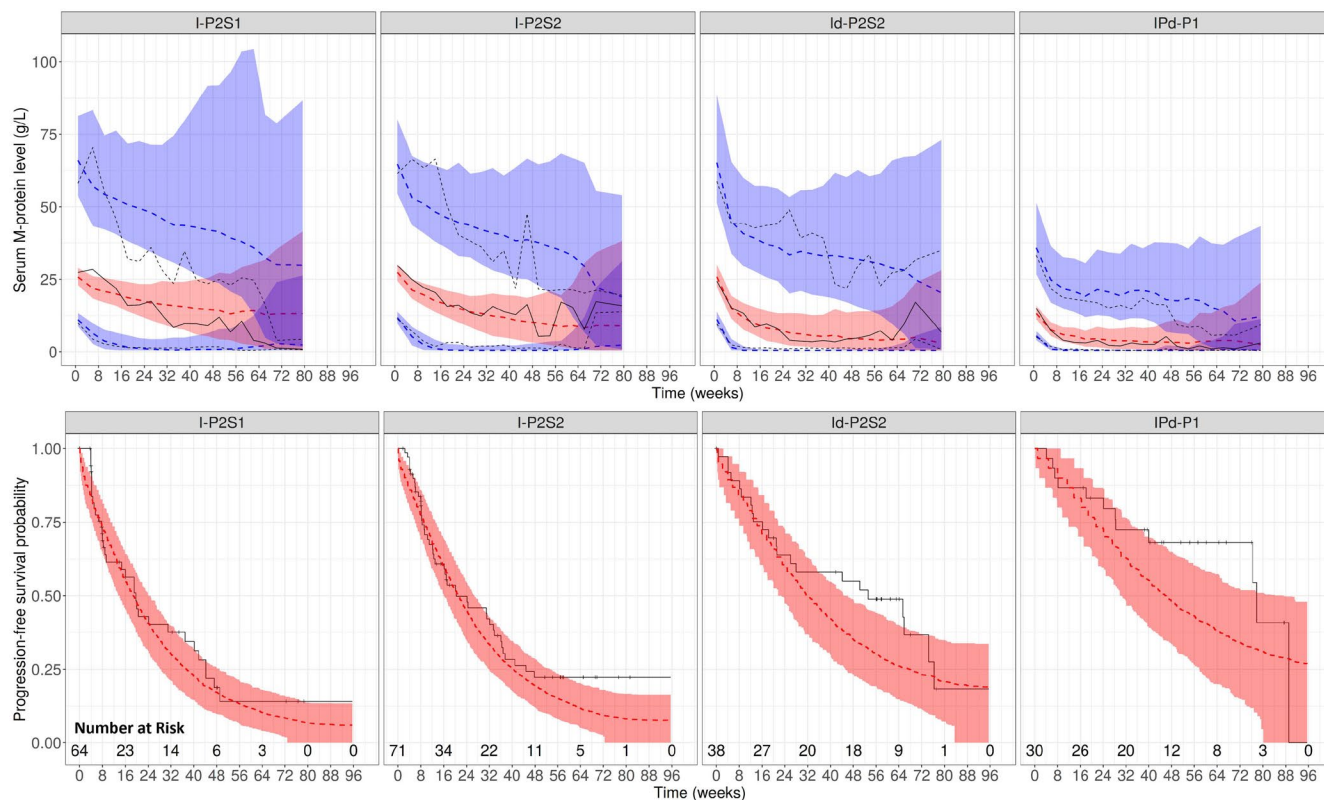 I-P2S1 I-P2S2 Id-P2S2 IPd-P1
Serum M-protein level (g/L)
100
75
50
25
0
0 8 16 24 32 40 48 56 64 72 80 88 96 0 8 16 24 32 40 48 56 64 72 80 88 96 0 8 16 24 32 40 48 56 64 72 80 88 96 0 8 16 24 32 40 48 56 64 72 80 88 96
Time (weeks)
I-P2S1 I-P2S2 Id-P2S2 IPd-P1
Progression-free survival probability
1.00
0.75
0.50
0.25
0.00
Number at Risk
64 23 14 6 3 0 0 71 34 22 11 5 1 0 38 27 20 18 9 1 0 30 26 20 12 8 3 0
0 8 16 24 32 40 48 56 64 72 80 88 96 0 8 16 24 32 40 48 56 64 72 80 88 96 0 8 16 24 32 40 48 56 64 72 80 88 96 0 8 16 24 32 40 48 56 64 72 80 88 96
Time (weeks)